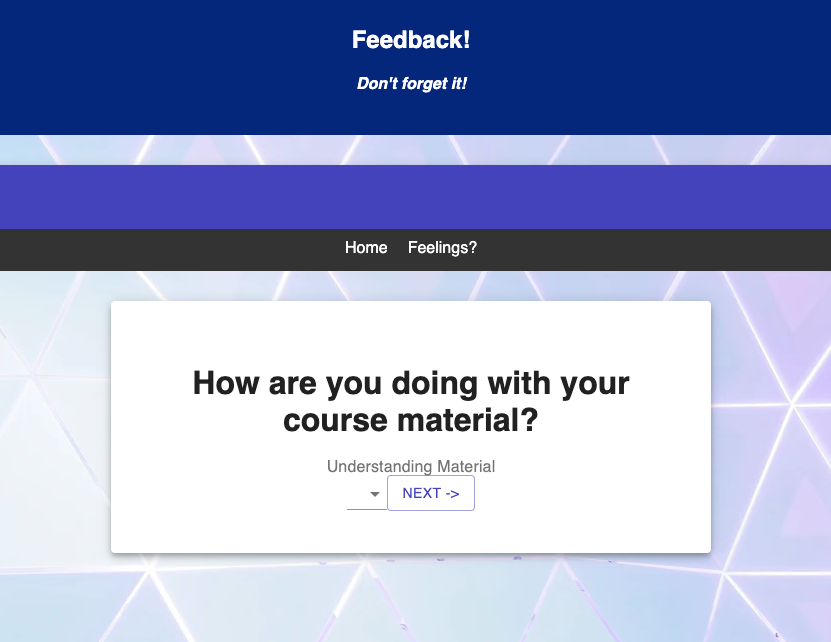 Feedback!
Don't forget it!
Home Feelings?
How are you doing with your
course material?
Understanding Material
NEXT ->